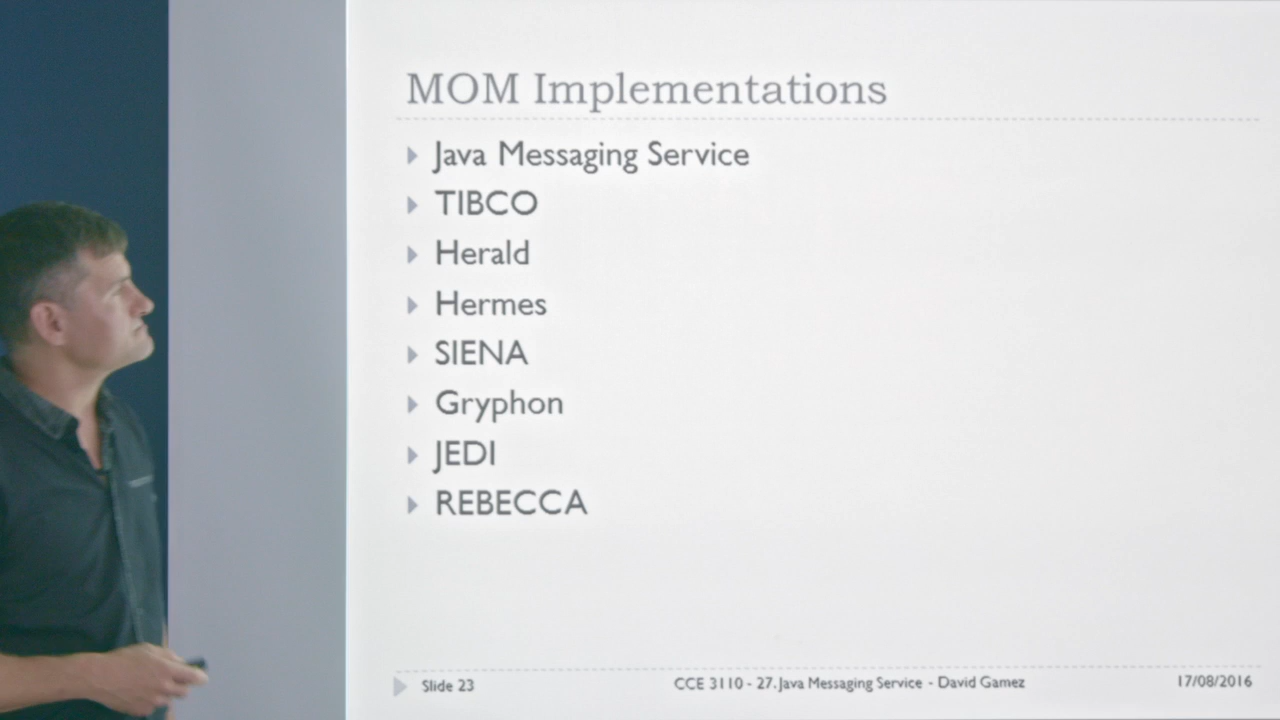 MOM Implementations
Java Messaging Service
TIBCO
Herald
Hermes
SIENA
Gryphon
JEDI
REBECCA
Slide 23 CCE 3110 - 27. Java Messaging Service - David Gamez 17/08/2016